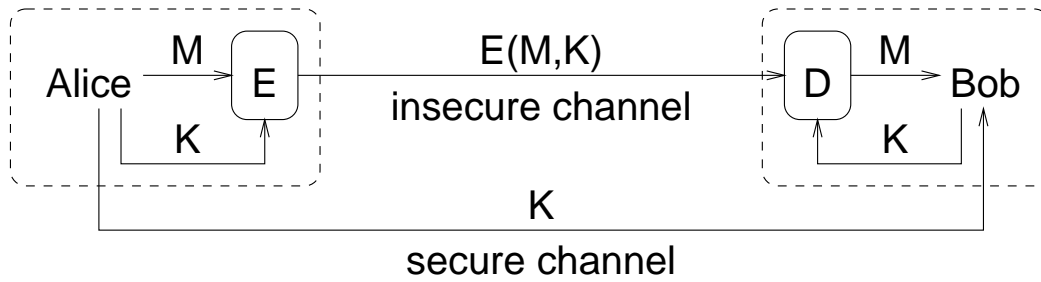 M E(M,K) M
Alice E D Bob
insecure channel
K K
K
secure channel